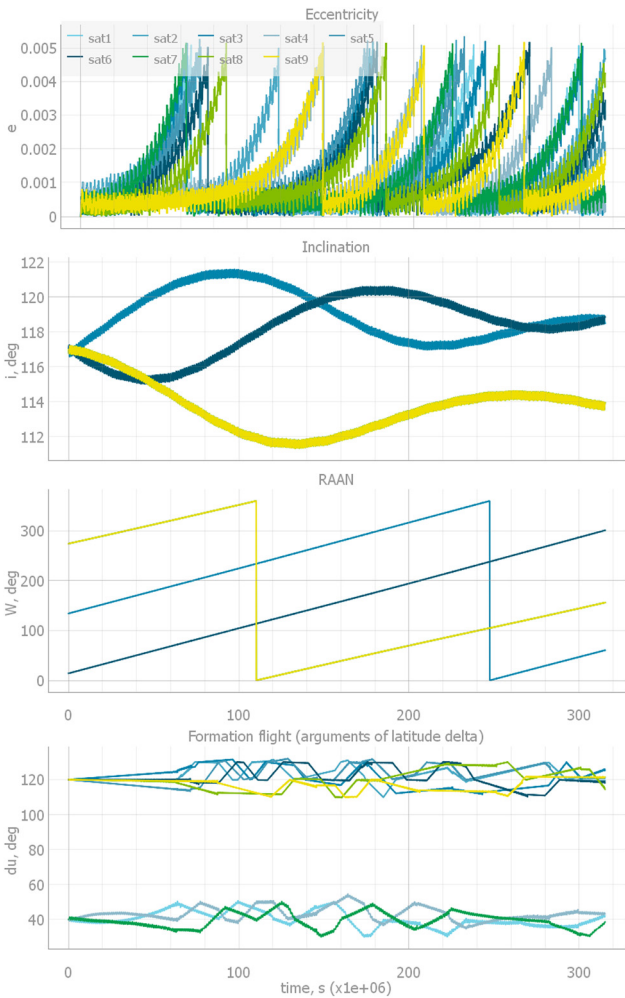 Eccentricity
sat1 sat2 sat3 sat4 sat5
sat6 sat7 sat8 sat9
0.005
0.004
0.003
0.002
0.001
0
e
Inclination
122
120
118
116
114
112
i, deg
RAAN
300
200
100
0
W, deg
0 100 200 300
Formation flight (arguments of latitude delta)
120
100
80
60
40
du, deg
0 100 200 300
time, s (x1e+06)